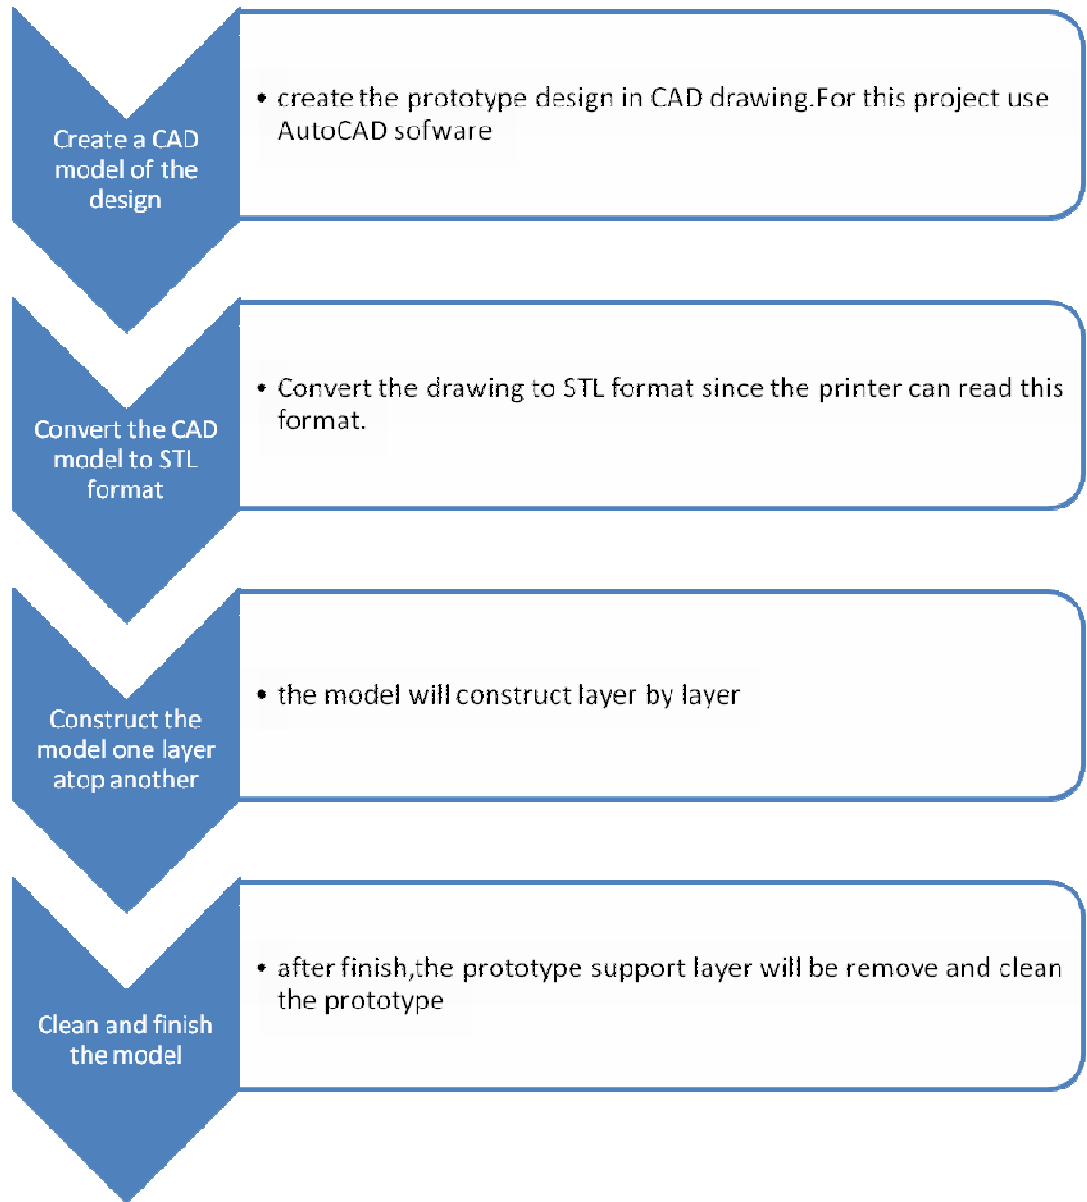 Create a CAD
model of the
design
• create the prototype design in CAD drawing.For this project use
AutoCAD sofware
Convert the CAD
model to STL
format
• Convert the drawing to STL format since the printer can read this
format.
Construct the
model one layer
atop another
• the model will construct layer by layer
Clean and finish
the model
• after finish,the prototype support layer will be remove and clean
the prototype